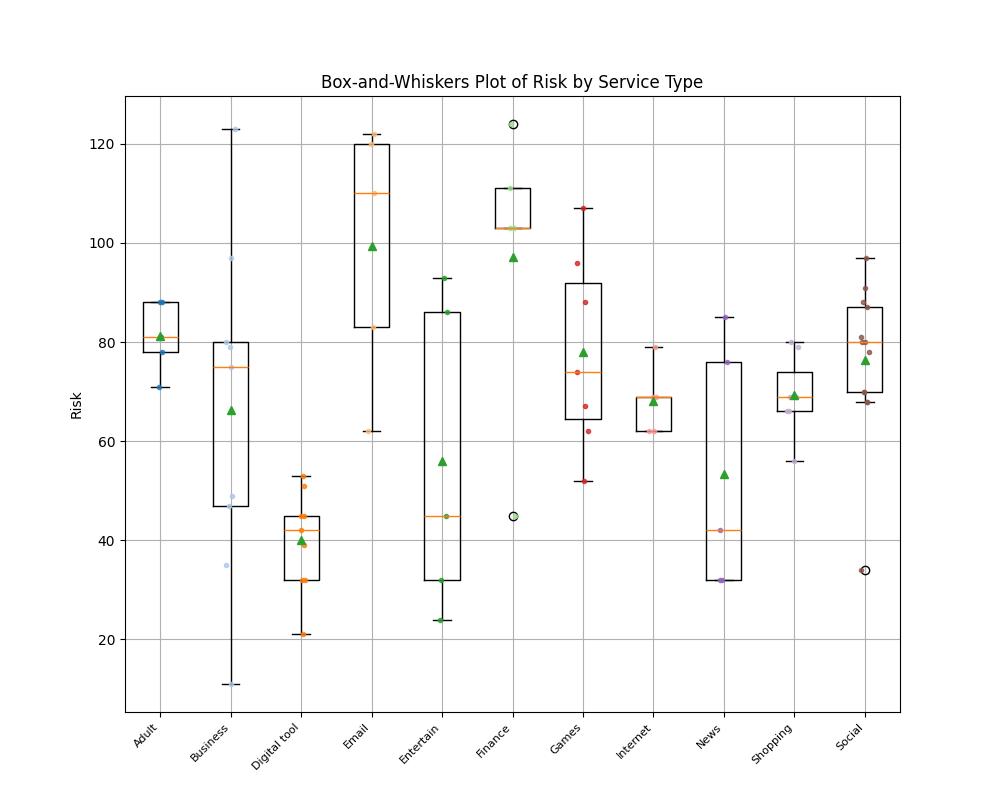 Box-and-Whiskers Plot of Risk by Service Type
120
100
80
60
40
20
Risk
Adult
Business
Digital tool
Email
Entertain
Finance
Games
Internet
News
Shopping
Social